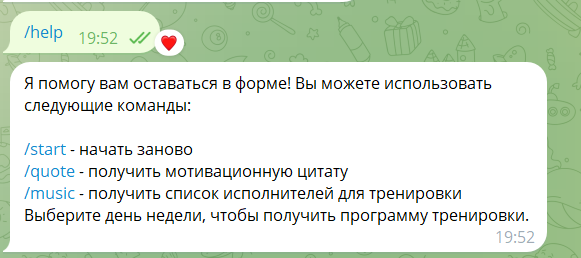 /help 19:52
Я помогу вам оставаться в форме! Вы можете использовать
следующие команды:
/start - начать заново
/quote - получить мотивационную цитату
/music - получить список исполнителей для тренировки
Выберите день недели, чтобы получить программу тренировки.
19:52